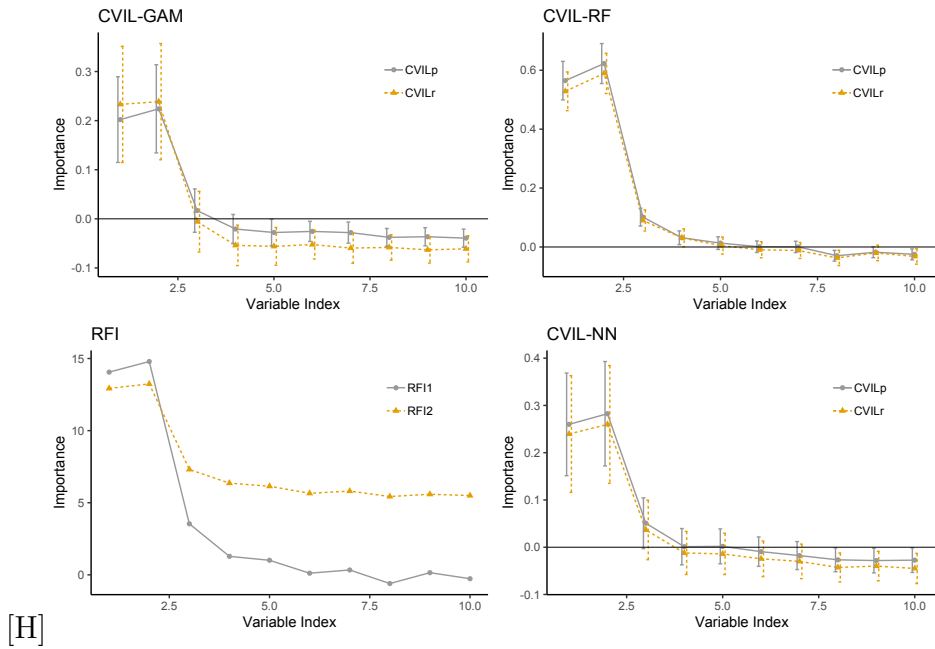 CVIL-GAM
Importance
0.3
0.2
0.1
0.0
-0.1
CVILp
CVILr
2.5 5.0 7.5 10.0
Variable Index
CVIL-RF
Importance
0.6
0.4
0.2
0.0
CVILp
CVILr
2.5 5.0 7.5 10.0
Variable Index
RFI
Importance
15
10
5
0
RFI1
RFI2
2.5 5.0 7.5 10.0
Variable Index
CVIL-NN
Importance
0.4
0.3
0.2
0.1
0.0
-0.1
CVILp
CVILr
2.5 5.0 7.5 10.0
Variable Index
[H]